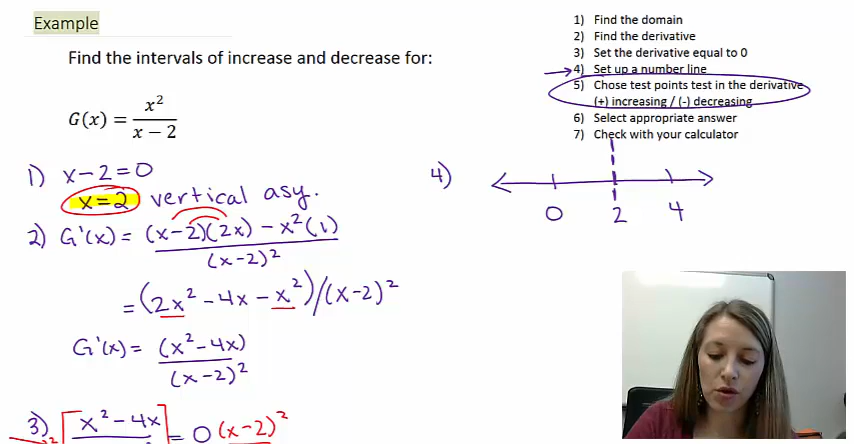 Example
Find the intervals of increase and decrease for:
G(x) = x²/(x − 2)
1) Find the domain
2) Find the derivative
3) Set the derivative equal to 0
4) Set up a number line
5) Chose test points test in the derivative
(+) increasing / (-) decreasing
6) Select appropriate answer
7) Check with your calculator
1) x-2=0
x=2 vertical asy.
2) G'(x) = ((x-2)(2x) - x²(1))/(x-2)²
= (2x² - 4x - x²)/(x-2)²
G'(x) = (x² - 4x)/(x-2)²
3) [x² - 4x] = 0 (x-2)²
4)
0 2 4